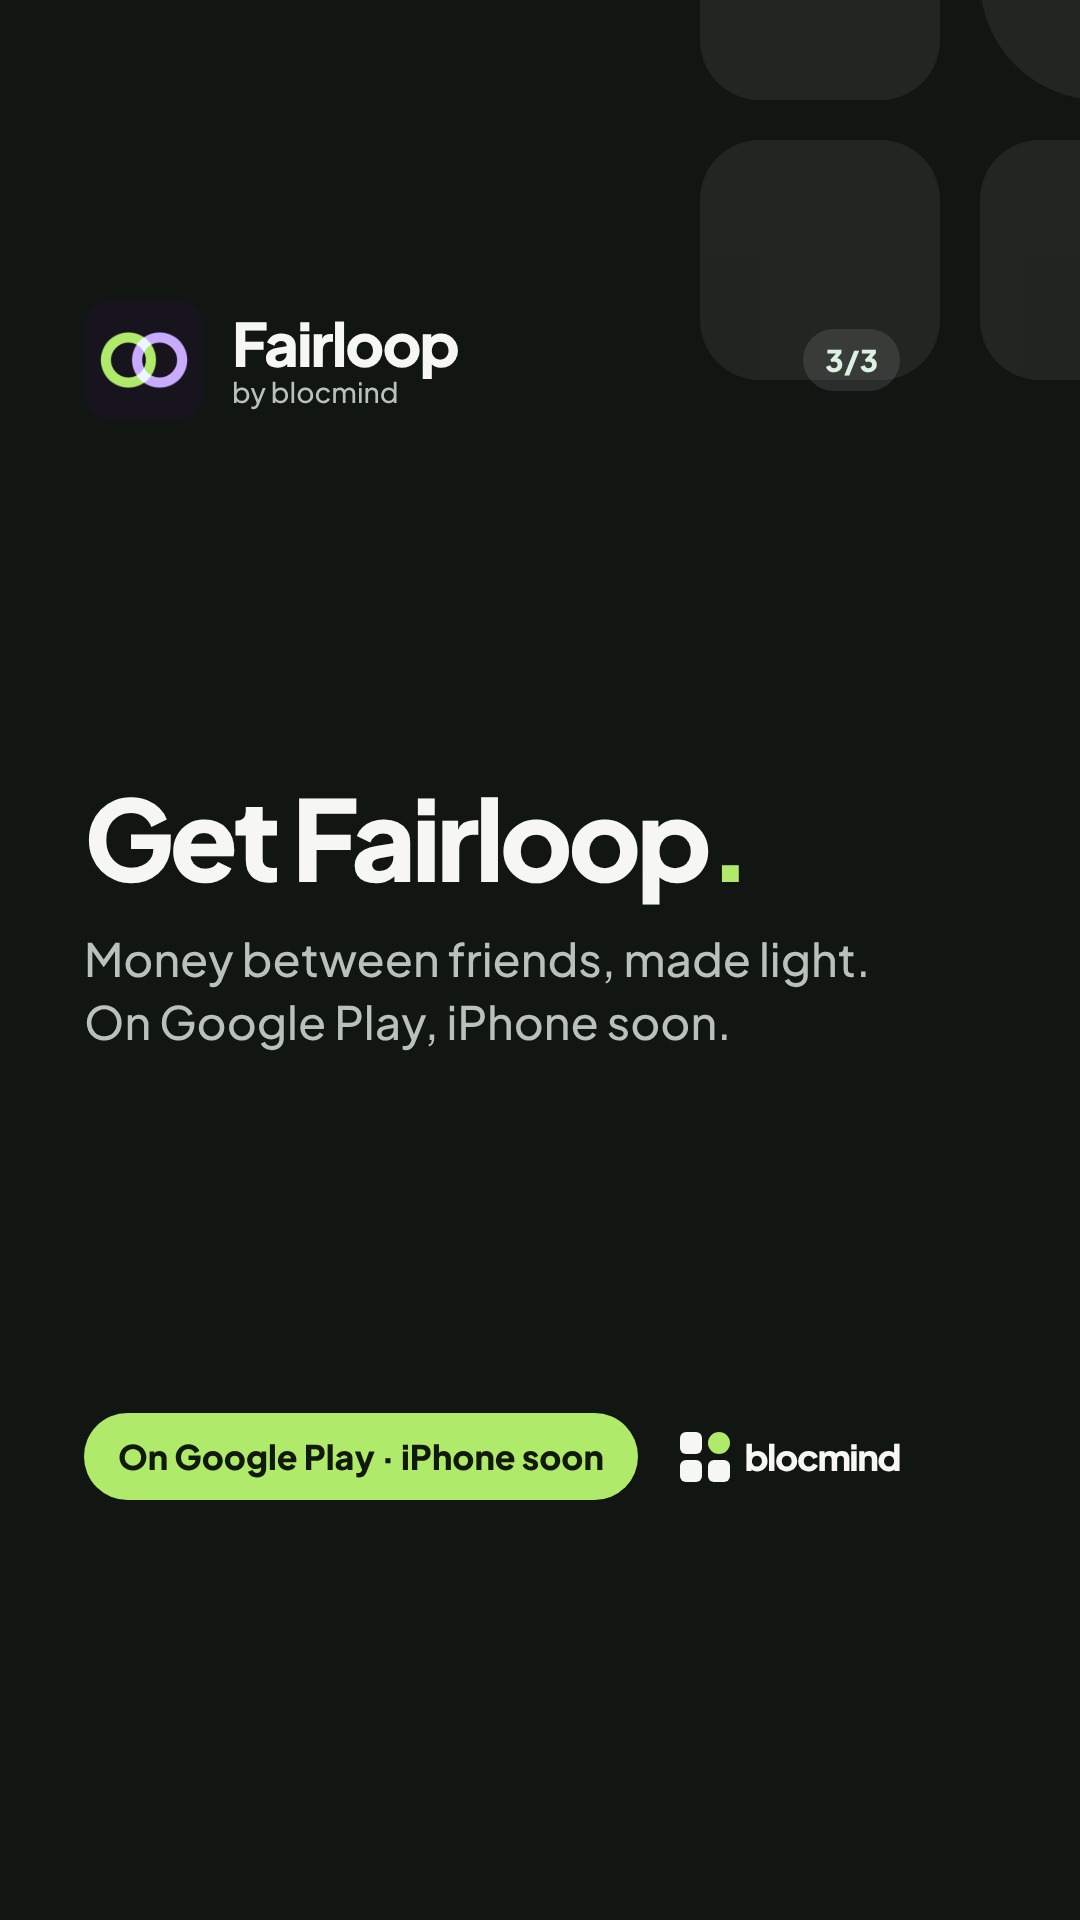 Fairloop
by blocmind
3/3
Get Fairloop.
Money between friends, made light.
On Google Play, iPhone soon.
On Google Play · iPhone soon
blocmind